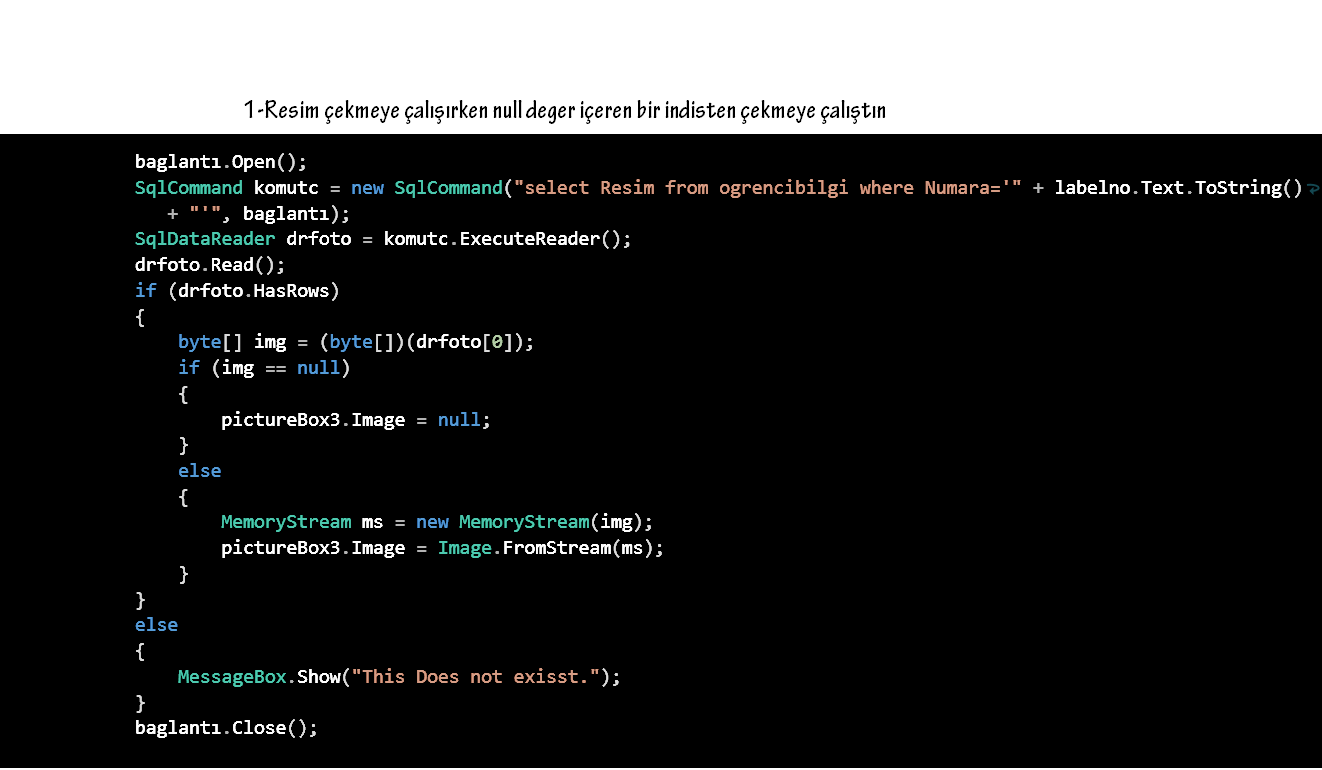 1-Resim çekmeye çalışırken null deger içeren bir indisten çekmeye çalıştın
baglantı.Open();
SqlCommand komutc = new SqlCommand("select Resim from ogrencibilgi where Numara='" + labelno.Text.ToString()
+ "'", baglantı);
SqlDataReader drfoto = komutc.ExecuteReader();
drfoto.Read();
if (drfoto.HasRows)
{
byte[] img = (byte[])(drfoto[0]);
if (img == null)
{
pictureBox3.Image = null;
}
else
{
MemoryStream ms = new MemoryStream(img);
pictureBox3.Image = Image.FromStream(ms);
}
}
else
{
MessageBox.Show("This Does not exisst.");
}
baglantı.Close();